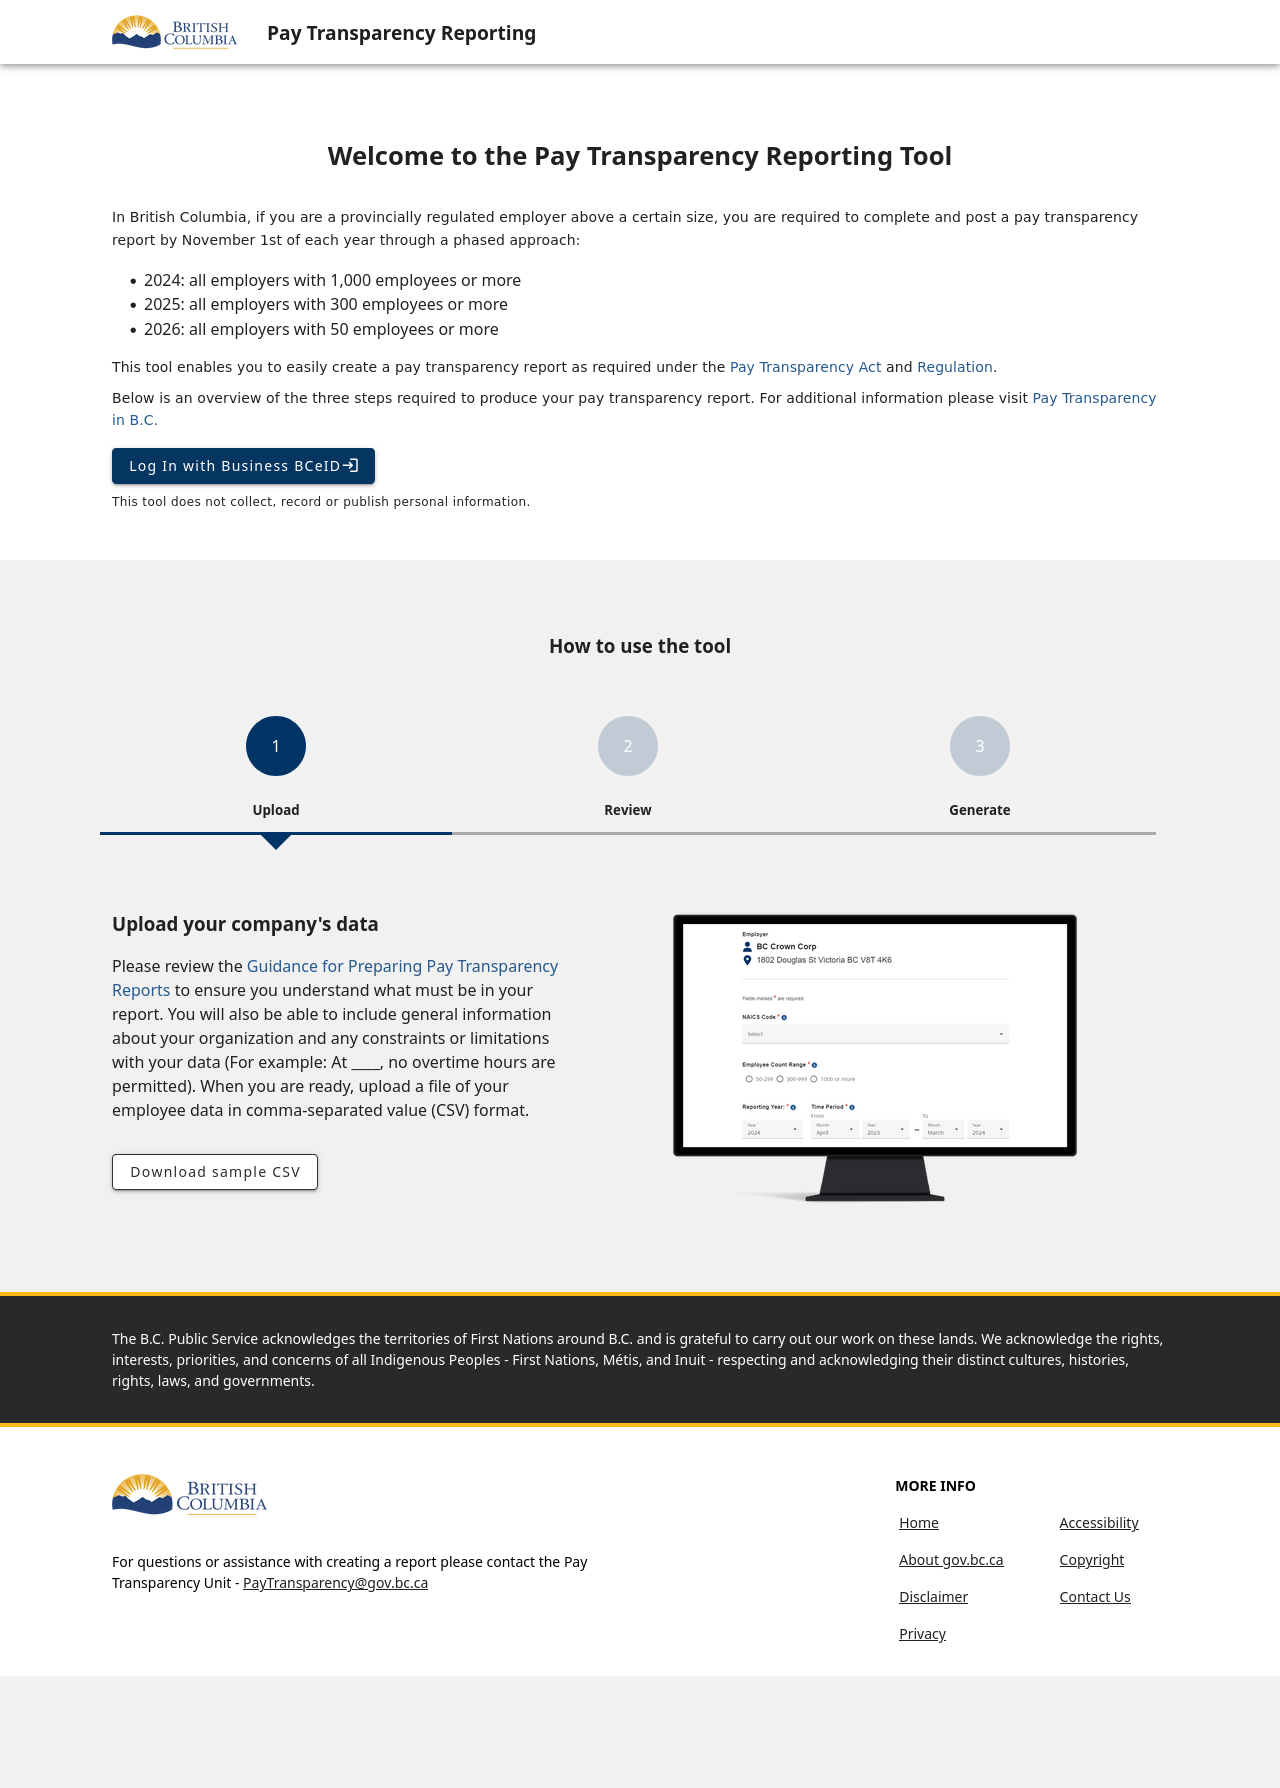 BRITISH
COLUMBIA
Pay Transparency Reporting
Welcome to the Pay Transparency Reporting Tool
In British Columbia, if you are a provincially regulated employer above a certain size, you are required to complete and post a pay transparency
report by November 1st of each year through a phased approach:
• 2024: all employers with 1,000 employees or more
• 2025: all employers with 300 employees or more
• 2026: all employers with 50 employees or more
This tool enables you to easily create a pay transparency report as required under the Pay Transparency Act and Regulation.
Below is an overview of the three steps required to produce your pay transparency report. For additional information please visit Pay Transparency
in B.C.
Log In with Business BCeID
This tool does not collect, record or publish personal information.
How to use the tool
1
2
3
Upload
Review
Generate
Upload your company's data
Please review the Guidance for Preparing Pay Transparency
Reports to ensure you understand what must be in your
report. You will also be able to include general information
about your organization and any constraints or limitations
with your data (For example: At ____, no overtime hours are
permitted). When you are ready, upload a file of your
employee data in comma-separated value (CSV) format.
Download sample CSV
Employer
BC Crown Corp
1802 Douglas St Victoria BC V8T 4K6
Fields marked * are required
NAICS Code *
Select
Employee Count Range *
50-299 300-999 1000 or more
Reporting Year: * Time Period *
From To
Year Month Year Month Year
2024 April 2023 – March 2024
The B.C. Public Service acknowledges the territories of First Nations around B.C. and is grateful to carry out our work on these lands. We acknowledge the rights,
interests, priorities, and concerns of all Indigenous Peoples - First Nations, Métis, and Inuit - respecting and acknowledging their distinct cultures, histories,
rights, laws, and governments.
BRITISH
COLUMBIA
For questions or assistance with creating a report please contact the Pay
Transparency Unit - PayTransparency@gov.bc.ca
MORE INFO
Home
Accessibility
About gov.bc.ca
Copyright
Disclaimer
Contact Us
Privacy